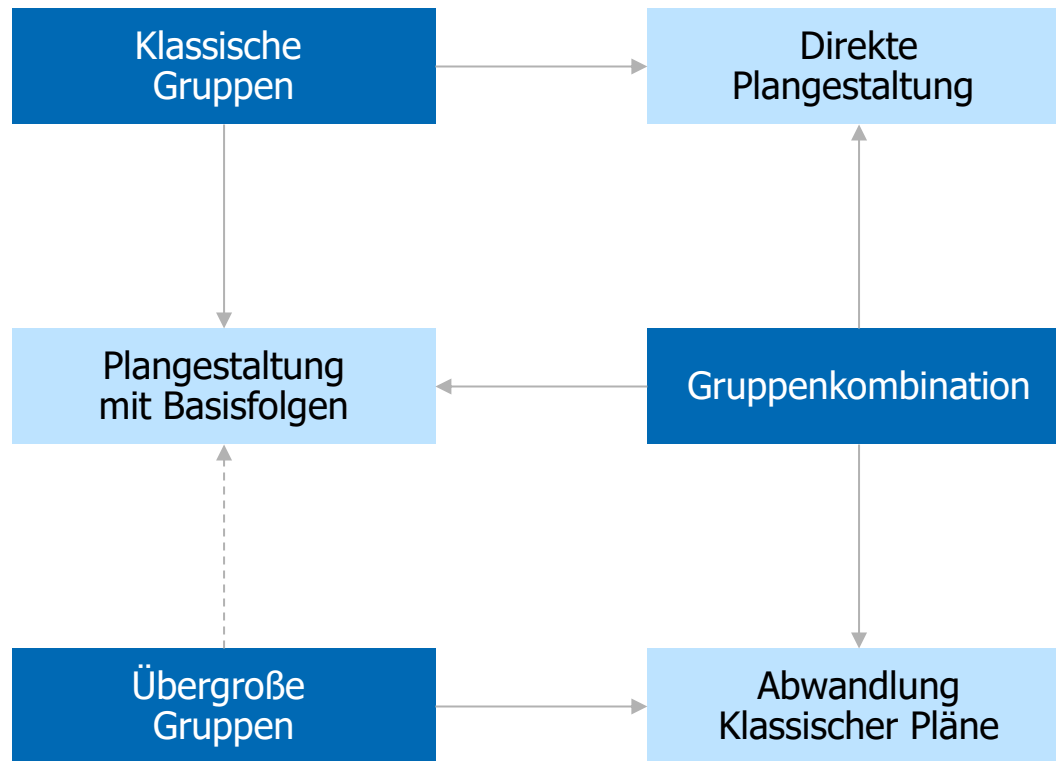 Klassische
Gruppen
Direkte
Plangestaltung
Plangestaltung
mit Basisfolgen
Gruppenkombination
Übergroße
Gruppen
Abwandlung
Klassischer Pläne